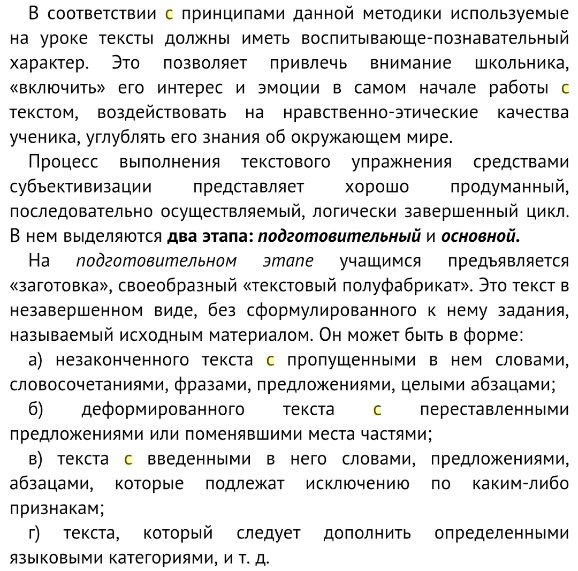 В соответствии с принципами данной методики используемые
на уроке тексты должны иметь воспитывающе-познавательный
характер. Это позволяет привлечь внимание школьника,
«включить» его интерес и эмоции в самом начале работы с
текстом, воздействовать на нравственно-этические качества
ученика, углублять его знания об окружающем мире.
Процесс выполнения текстового упражнения средствами
субъективизации представляет хорошо продуманный,
последовательно осуществляемый, логически завершенный цикл.
В нем выделяются два этапа: подготовительный и основной.
На подготовительном этапе учащимся предъявляется
«заготовка», своеобразный «текстовый полуфабрикат». Это текст в
незавершенном виде, без сформулированного к нему задания,
называемый исходным материалом. Он может быть в форме:
а) незаконченного текста с пропущенными в нем словами,
словосочетаниями, фразами, предложениями, целыми абзацами;
б) деформированного текста с переставленными
предложениями или поменявшими места частями;
в) текста с введенными в него словами, предложениями,
абзацами, которые подлежат исключению по каким-либо
признакам;
г) текста, который следует дополнить определенными
языковыми категориями, и т. д.